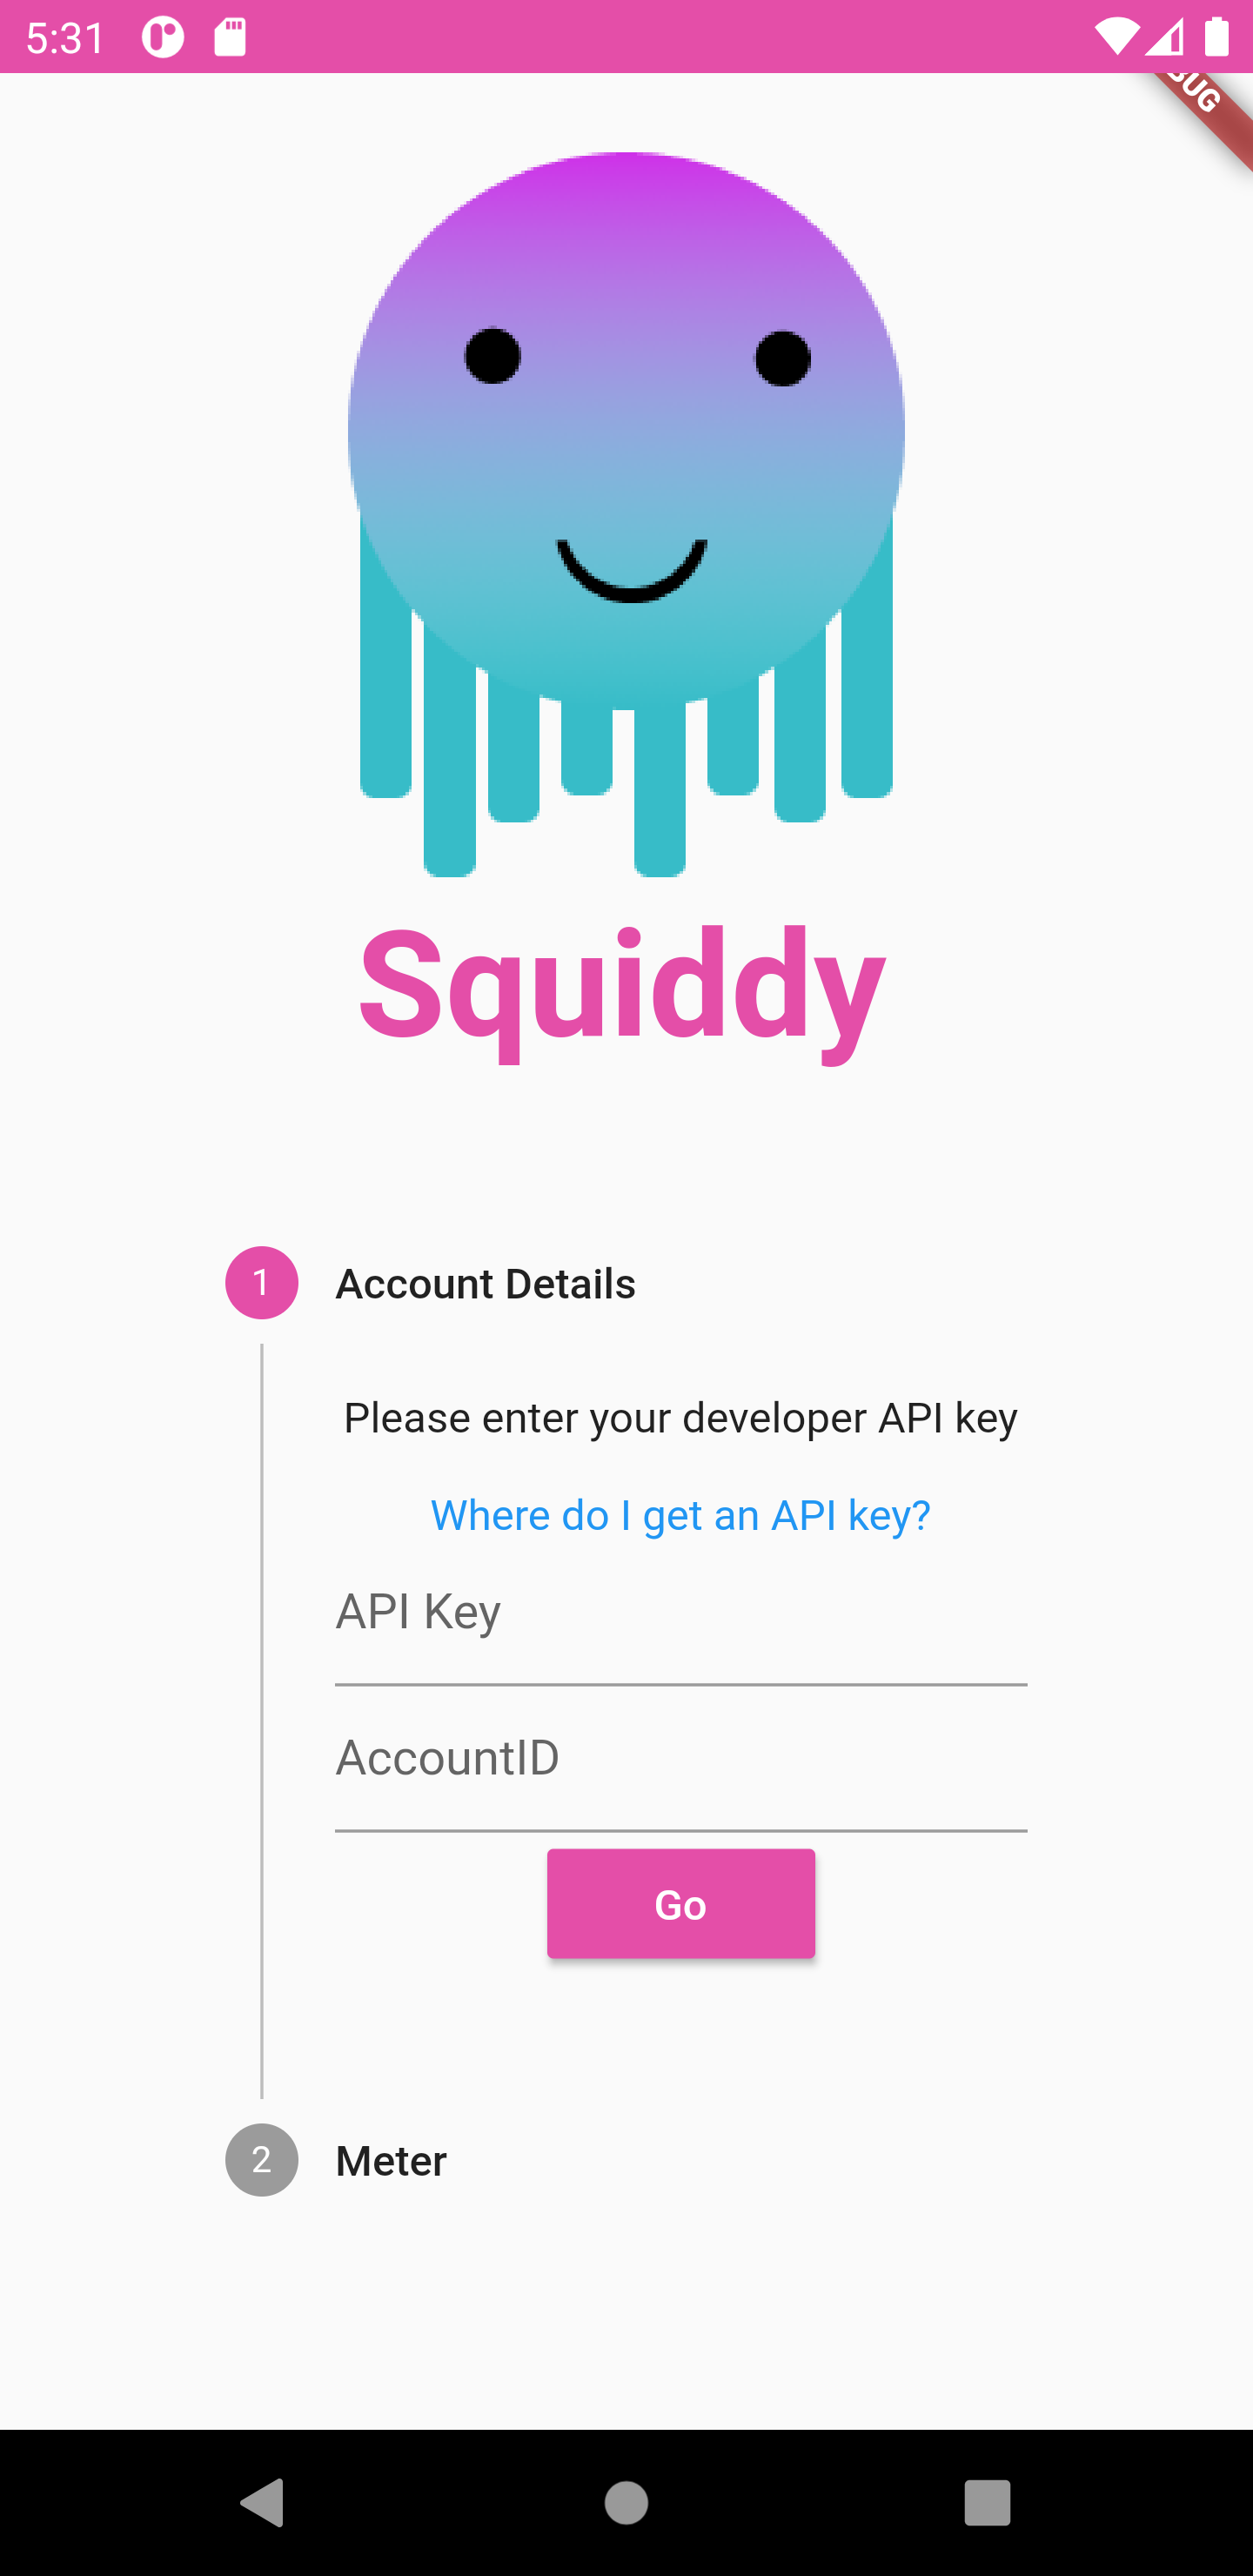 5:31
Squiddy
1 Account Details
Please enter your developer API key
Where do I get an API key?
API Key
AccountID
Go
2 Meter